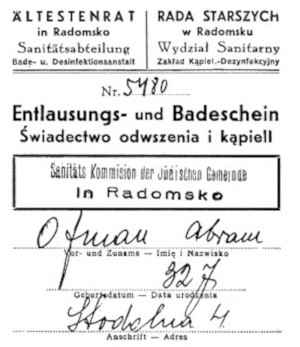 ÄLTESTENRAT
in Radomsko
Sanitätsabteilung
Bade- u. Desinfektionsanstalt
RADA STARSZYCH
w Radomsku
Wydział Sanitarny
Zakład Kąpiel.-Dezynfekcyjny
Nr. 5480
Entlausungs- und Badeschein
Świadectwo odwszenia i kąpieli
Sanitäts Kommision der Jüdischen Gemeinde
in Radomsko
Ofman Abram
Vor- und Zuname — Imię i Nazwisko
32 J.
Geburtsdatum — Data urodzenia
Stodolna 4.
Anschrift — Adres